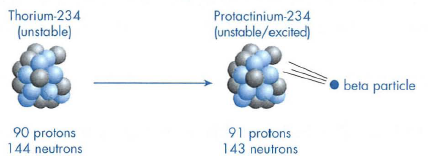 Thorium-234
(unstable)
Protactinium-234
(unstable/excited)
beta particle
90 protons
144 neutrons
91 protons
143 neutrons